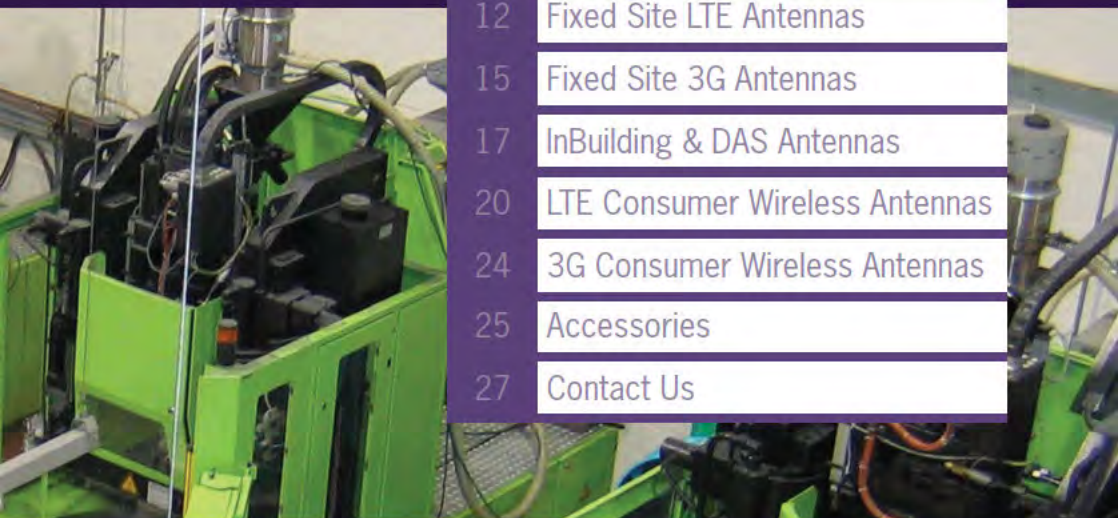 12 Fixed Site LTE Antennas
15 Fixed Site 3G Antennas
17 InBuilding & DAS Antennas
20 LTE Consumer Wireless Antennas
24 3G Consumer Wireless Antennas
25 Accessories
27 Contact Us